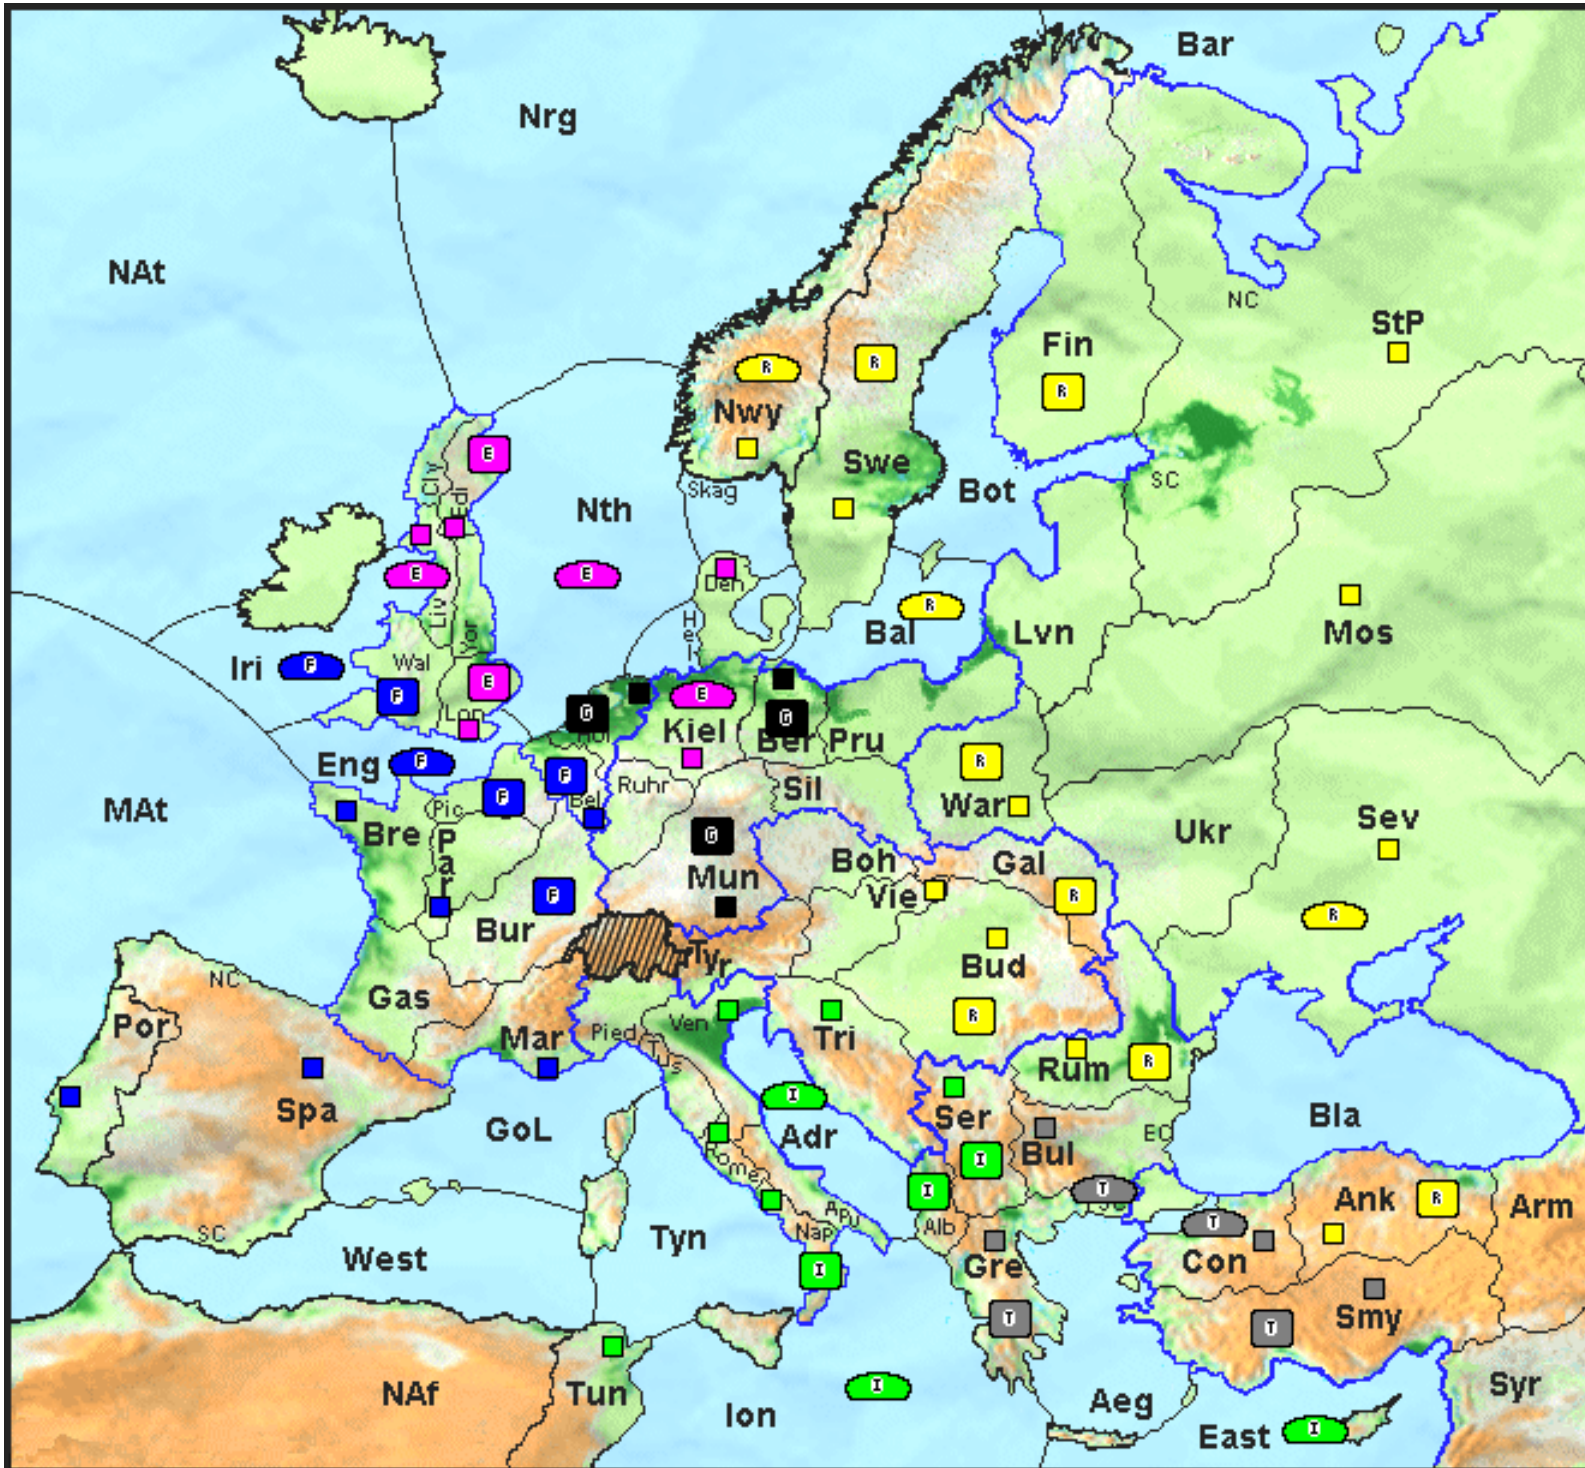 Bar
Nrg
NAt
NC
StP
Fin
R
R
R
Nwy
Swe
E
Cly
Edi
Skag
Bot
SC
Nth
E
E
Den
R
Hel
Bal
Lvn
Mos
Liv
Yor
Iri
F
Wal
F
E
Lon
E
Kiel
G
Hol
G
Ber
Pru
Eng
F
F
Bel
F
Pic
Ruhr
Sil
R
War
MAt
Bre
Par
G
Mun
Boh
Vie
Gal
R
Ukr
Sev
R
F
Bur
Tyr
Bud
R
NC
Gas
Por
Mar
Pied
Tus
Ven
Tri
Rum
R
Spa
GoL
I
Adr
Ser
I
Bul
EC
Bla
Rome
Apu
Nap
I
Alb
T
T
Con
Ank
R
Arm
SC
West
Tyn
I
Gre
T
T
Smy
NAf
Tun
Ion
I
Aeg
East
I
Syr